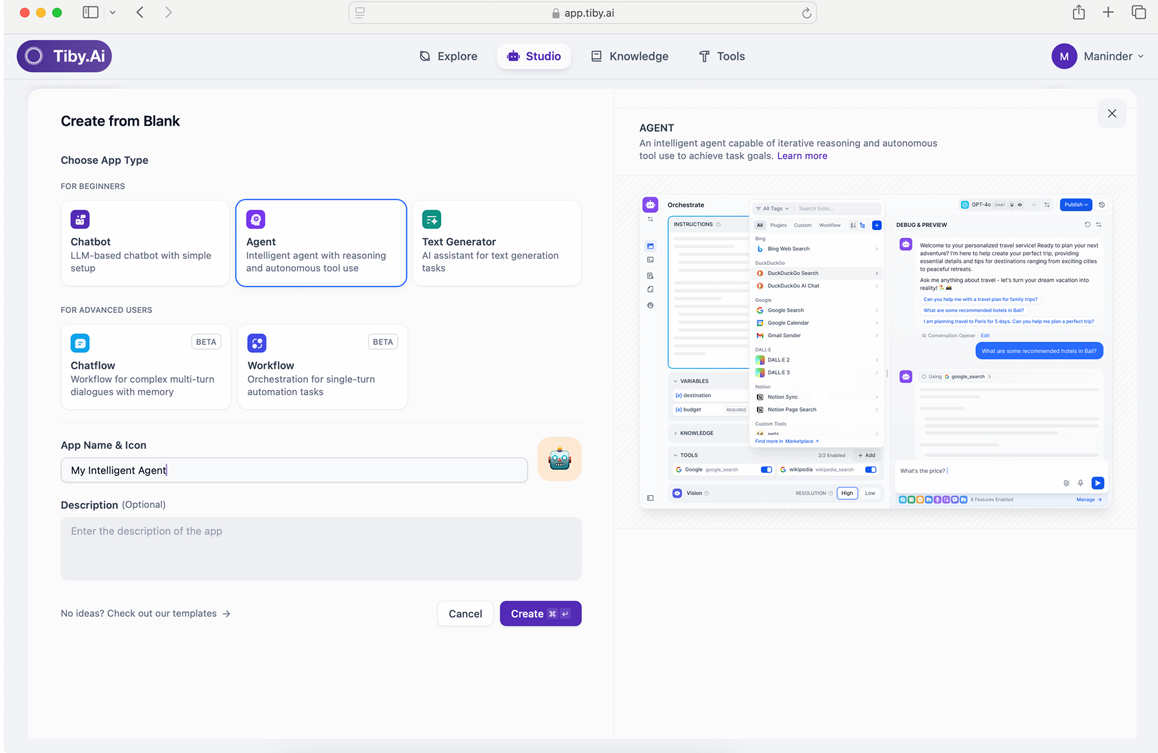 app.tiby.ai
Tiby.Ai
Explore
Studio
Knowledge
Tools
M
Maninder
Create from Blank
Choose App Type
FOR BEGINNERS
Chatbot
LLM-based chatbot with simple
setup
Agent
Intelligent agent with reasoning
and autonomous tool use
Text Generator
AI assistant for text generation
tasks
FOR ADVANCED USERS
BETA
Chatflow
Workflow for complex multi-turn
dialogues with memory
BETA
Workflow
Orchestration for single-turn
automation tasks
App Name & Icon
My Intelligent Agent
Description (Optional)
Enter the description of the app
No ideas? Check out our templates →
Cancel
Create ⌘ ↵
AGENT
An intelligent agent capable of iterative reasoning and autonomous
tool use to achieve task goals. Learn more
Orchestrate
INSTRUCTIONS
All Tags
Search tools...
All Plugins Custom Workflow
Bing
Bing Web Search
DuckDuckGo
DuckDuckGo Search
DuckDuckGo AI Chat
Google
Google Search
Google Calendar
Gmail Sender
DALL-E
DALL-E 2
DALL-E 3
Notion
Notion Sync
Notion Page Search
Custom Tools
pets
Find more in Marketplace
VARIABLES
{x} destination
{x} budget REQUIRED
KNOWLEDGE
TOOLS 2/2 Enabled + Add
Google google_search
wikipedia wikipedia_search
Vision RESOLUTION High Low
GPT-4o CHAT
Publish
DEBUG & PREVIEW
Welcome to your personalized travel service! Ready to plan your next
adventure? I'm here to help create your perfect trip, providing
essential details and tips for destinations ranging from exciting cities
to peaceful retreats.
Ask me anything about travel - let's turn your dream vacation into
reality!
Can you help me with a travel plan for family trips?
What are some recommended hotels in Bali?
I am planning travel to Paris for 5 days. Can you help me plan a perfect trip?
Conversation Opener Edit
What are some recommended hotels in Bali?
Using google_search
What's the price?
8 Features Enabled
Manage →